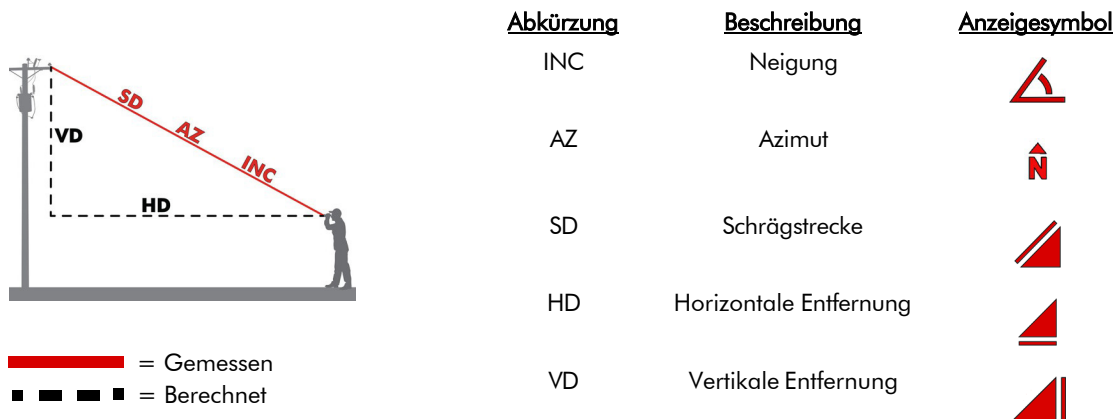 Abkürzung Beschreibung Anzeigesymbol
INC Neigung
AZ Azimut
N
SD Schrägstrecke
HD Horizontale Entfernung
VD Vertikale Entfernung
SD
AZ
INC
VD
HD
= Gemessen
= Berechnet